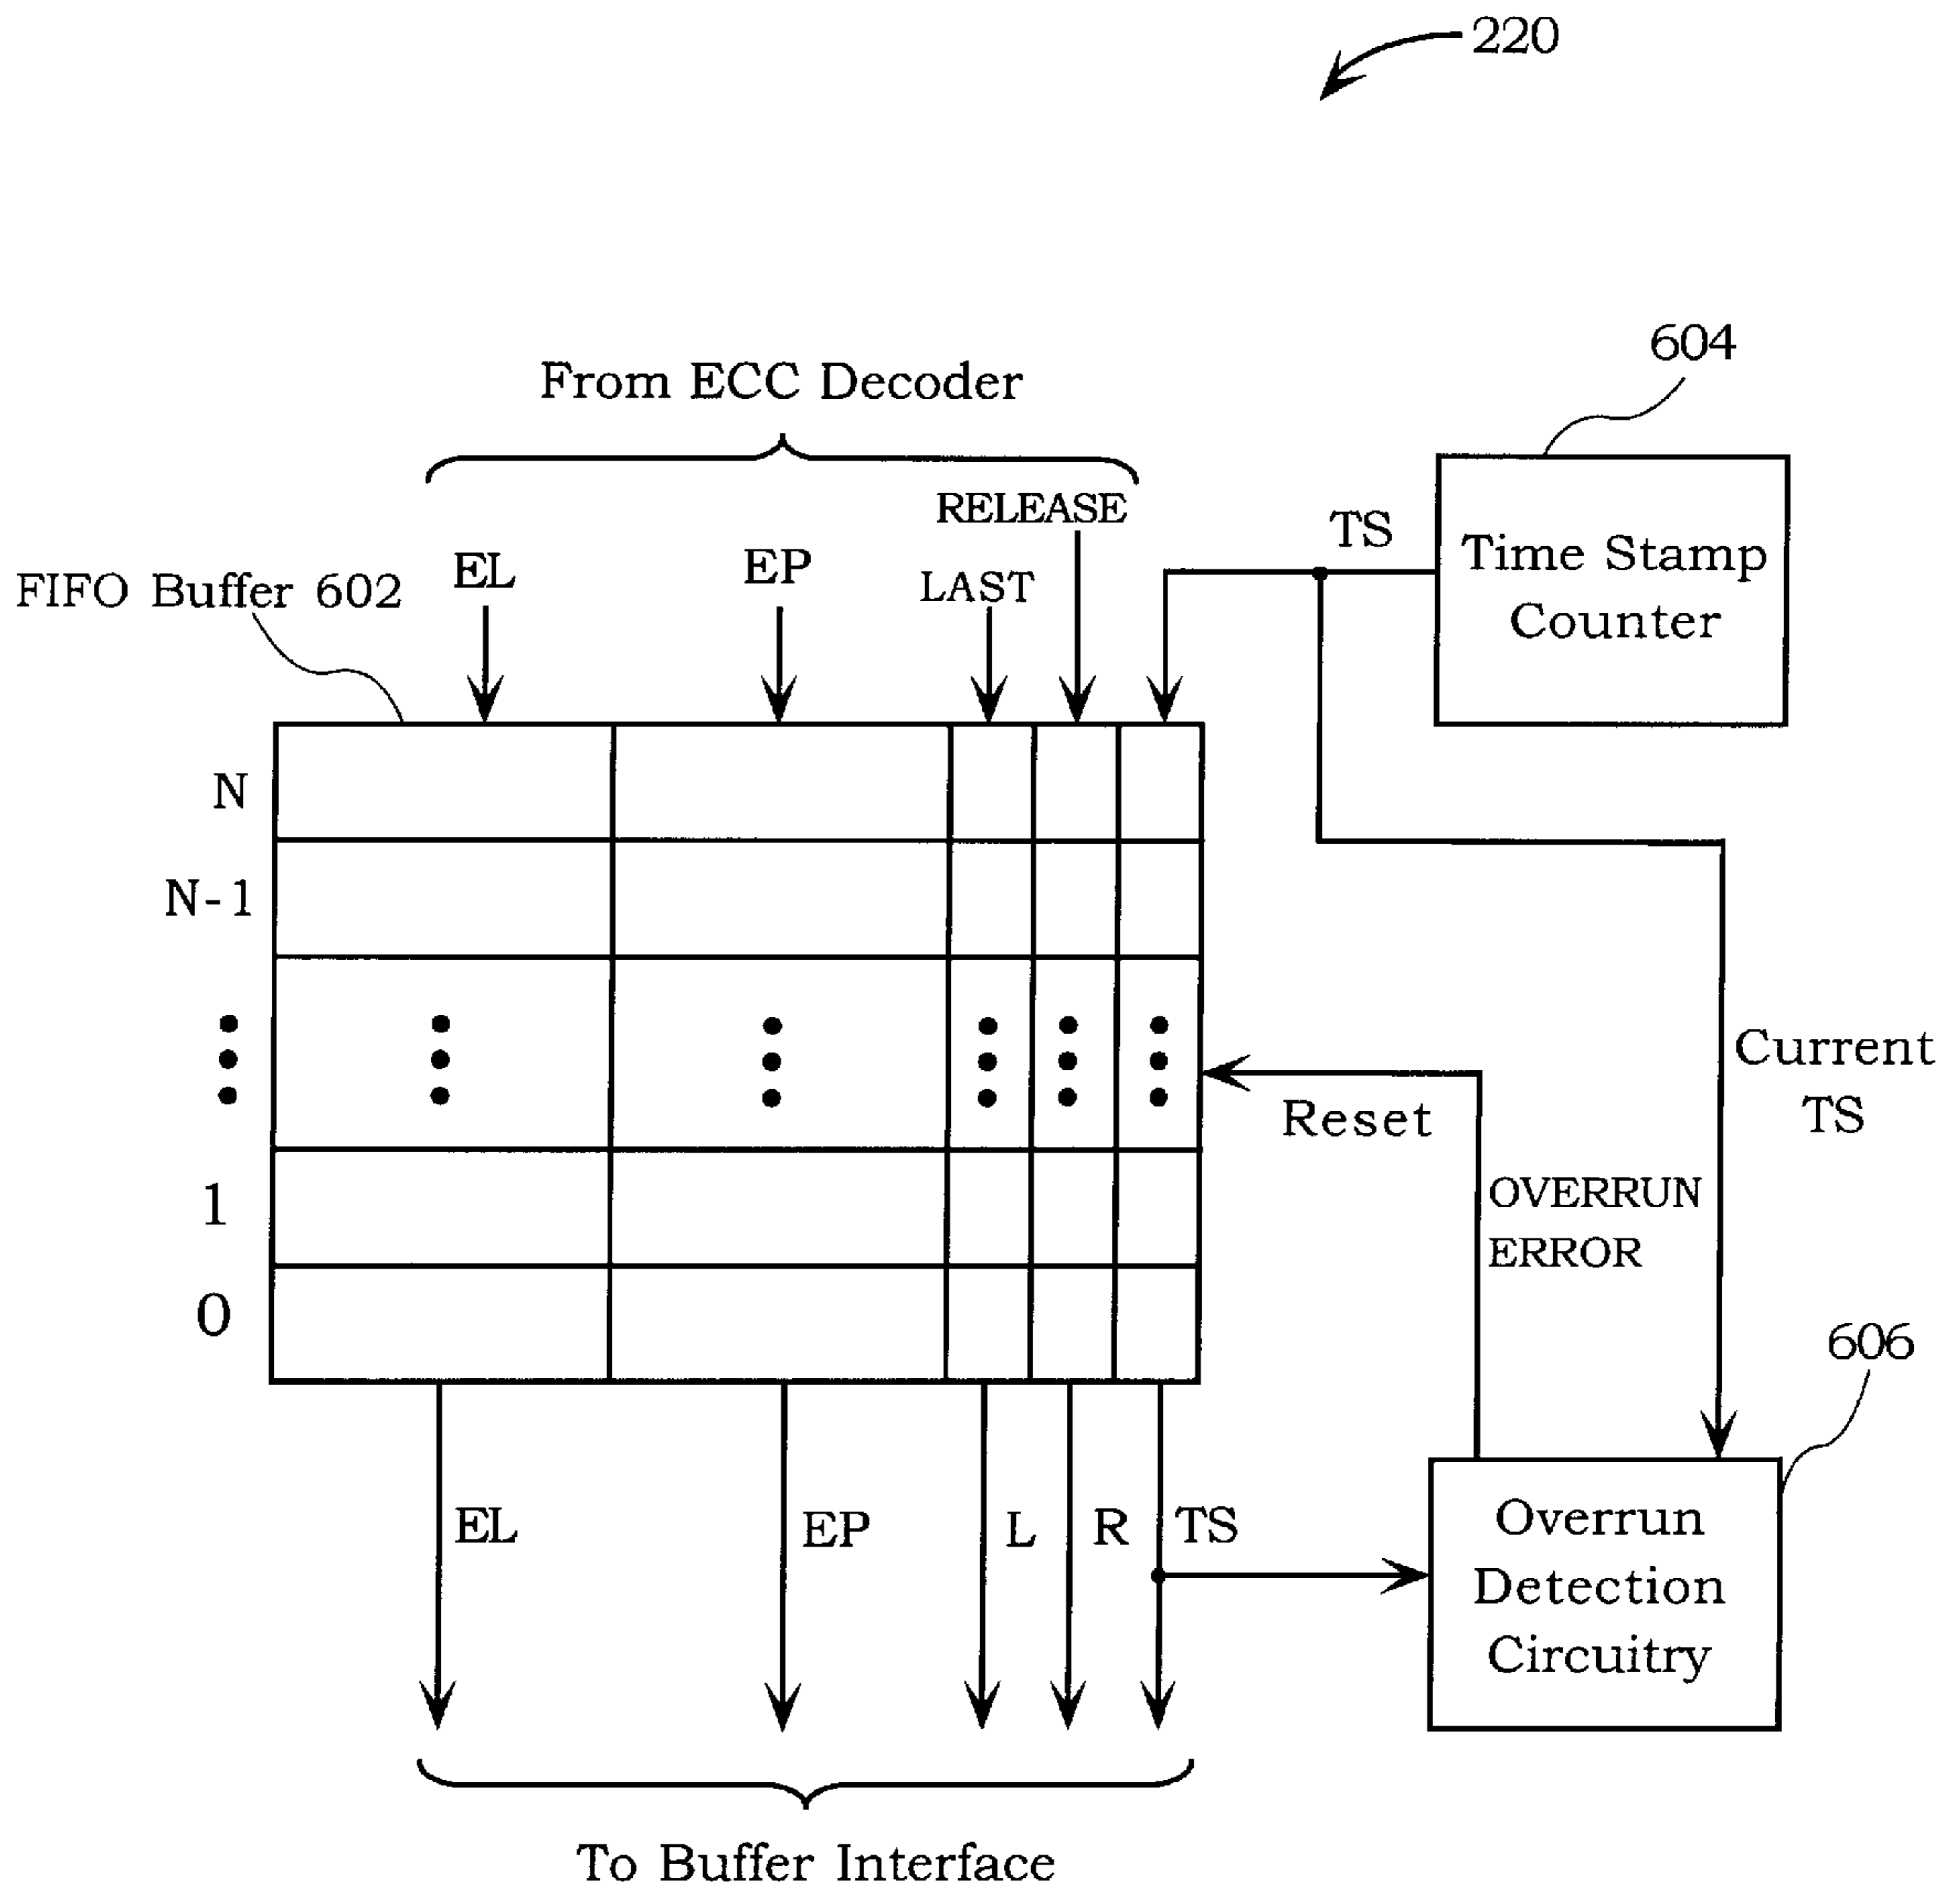 220
604
From ECC Decoder
RELEASE
TS
Time Stamp
Counter
EL
EP
LAST
FIFO Buffer 602
N
N-1
Current
TS
Reset
1
OVERRUN
ERROR
0
606
EL
EP
L
R
TS
Overrun
Detection
Circuitry
To Buffer Interface